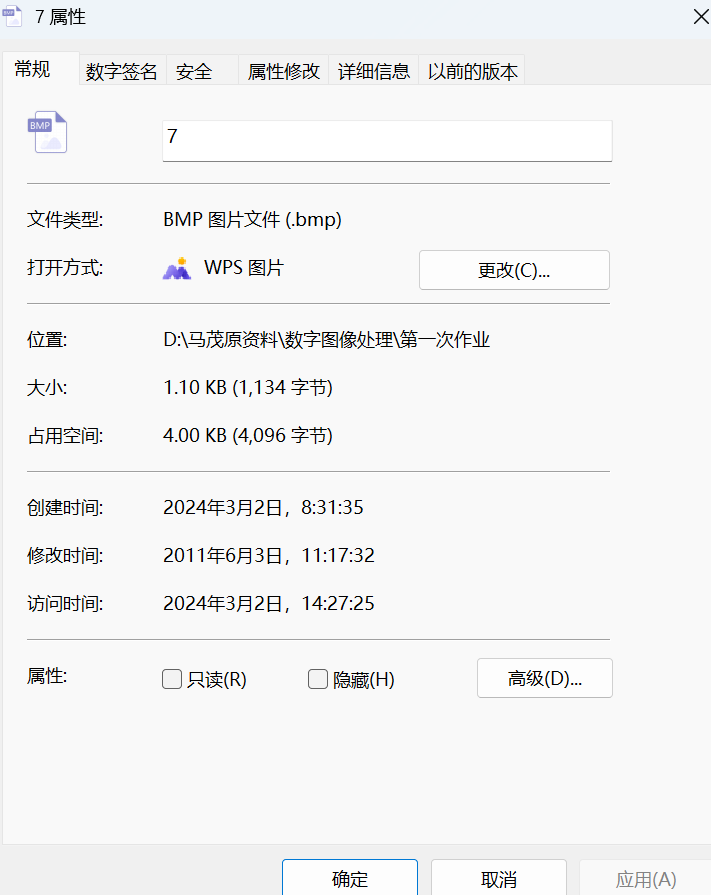 7 属性
常规 数字签名 安全 属性修改 详细信息 以前的版本
BMP
7
文件类型: BMP 图片文件 (.bmp)
打开方式: WPS 图片 更改(C)...
位置: D:\马茂原资料\数字图像处理\第一次作业
大小: 1.10 KB (1,134 字节)
占用空间: 4.00 KB (4,096 字节)
创建时间: 2024年3月2日，8:31:35
修改时间: 2011年6月3日，11:17:32
访问时间: 2024年3月2日，14:27:25
属性: 只读(R) 隐藏(H) 高级(D)...
确定 取消 应用(A)